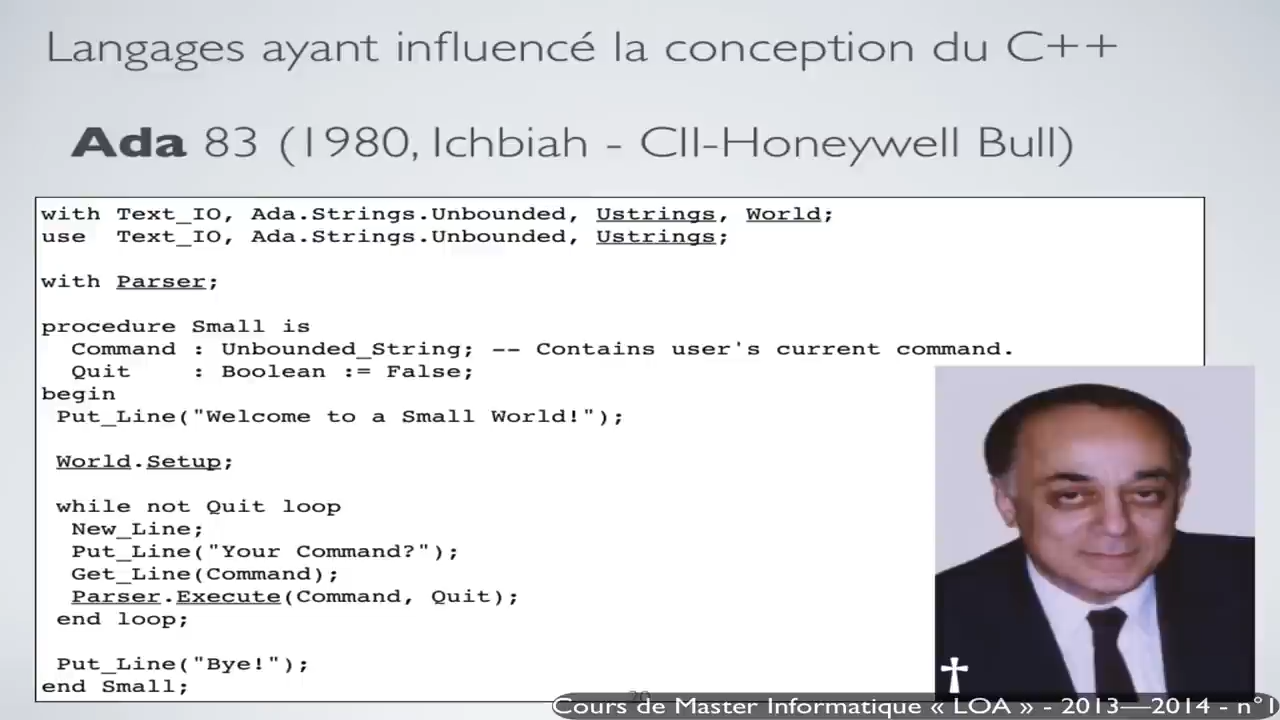 Langages ayant influencé la conception du C++
Ada 83 (1980, Ichbiah - CII-Honeywell Bull)
with Text_IO, Ada.Strings.Unbounded, Ustrings, World;
use  Text_IO, Ada.Strings.Unbounded, Ustrings;
with Parser;
procedure Small is
  Command : Unbounded_String; -- Contains user's current command.
  Quit    : Boolean := False;
begin
 Put_Line("Welcome to a Small World!");
 World.Setup;
 while not Quit loop
  New_Line;
  Put_Line("Your Command?");
  Get_Line(Command);
  Parser.Execute(Command, Quit);
 end loop;
 Put_Line("Bye!");
end Small;
20
Cours de Master Informatique « LOA » - 2013—2014 - n°1